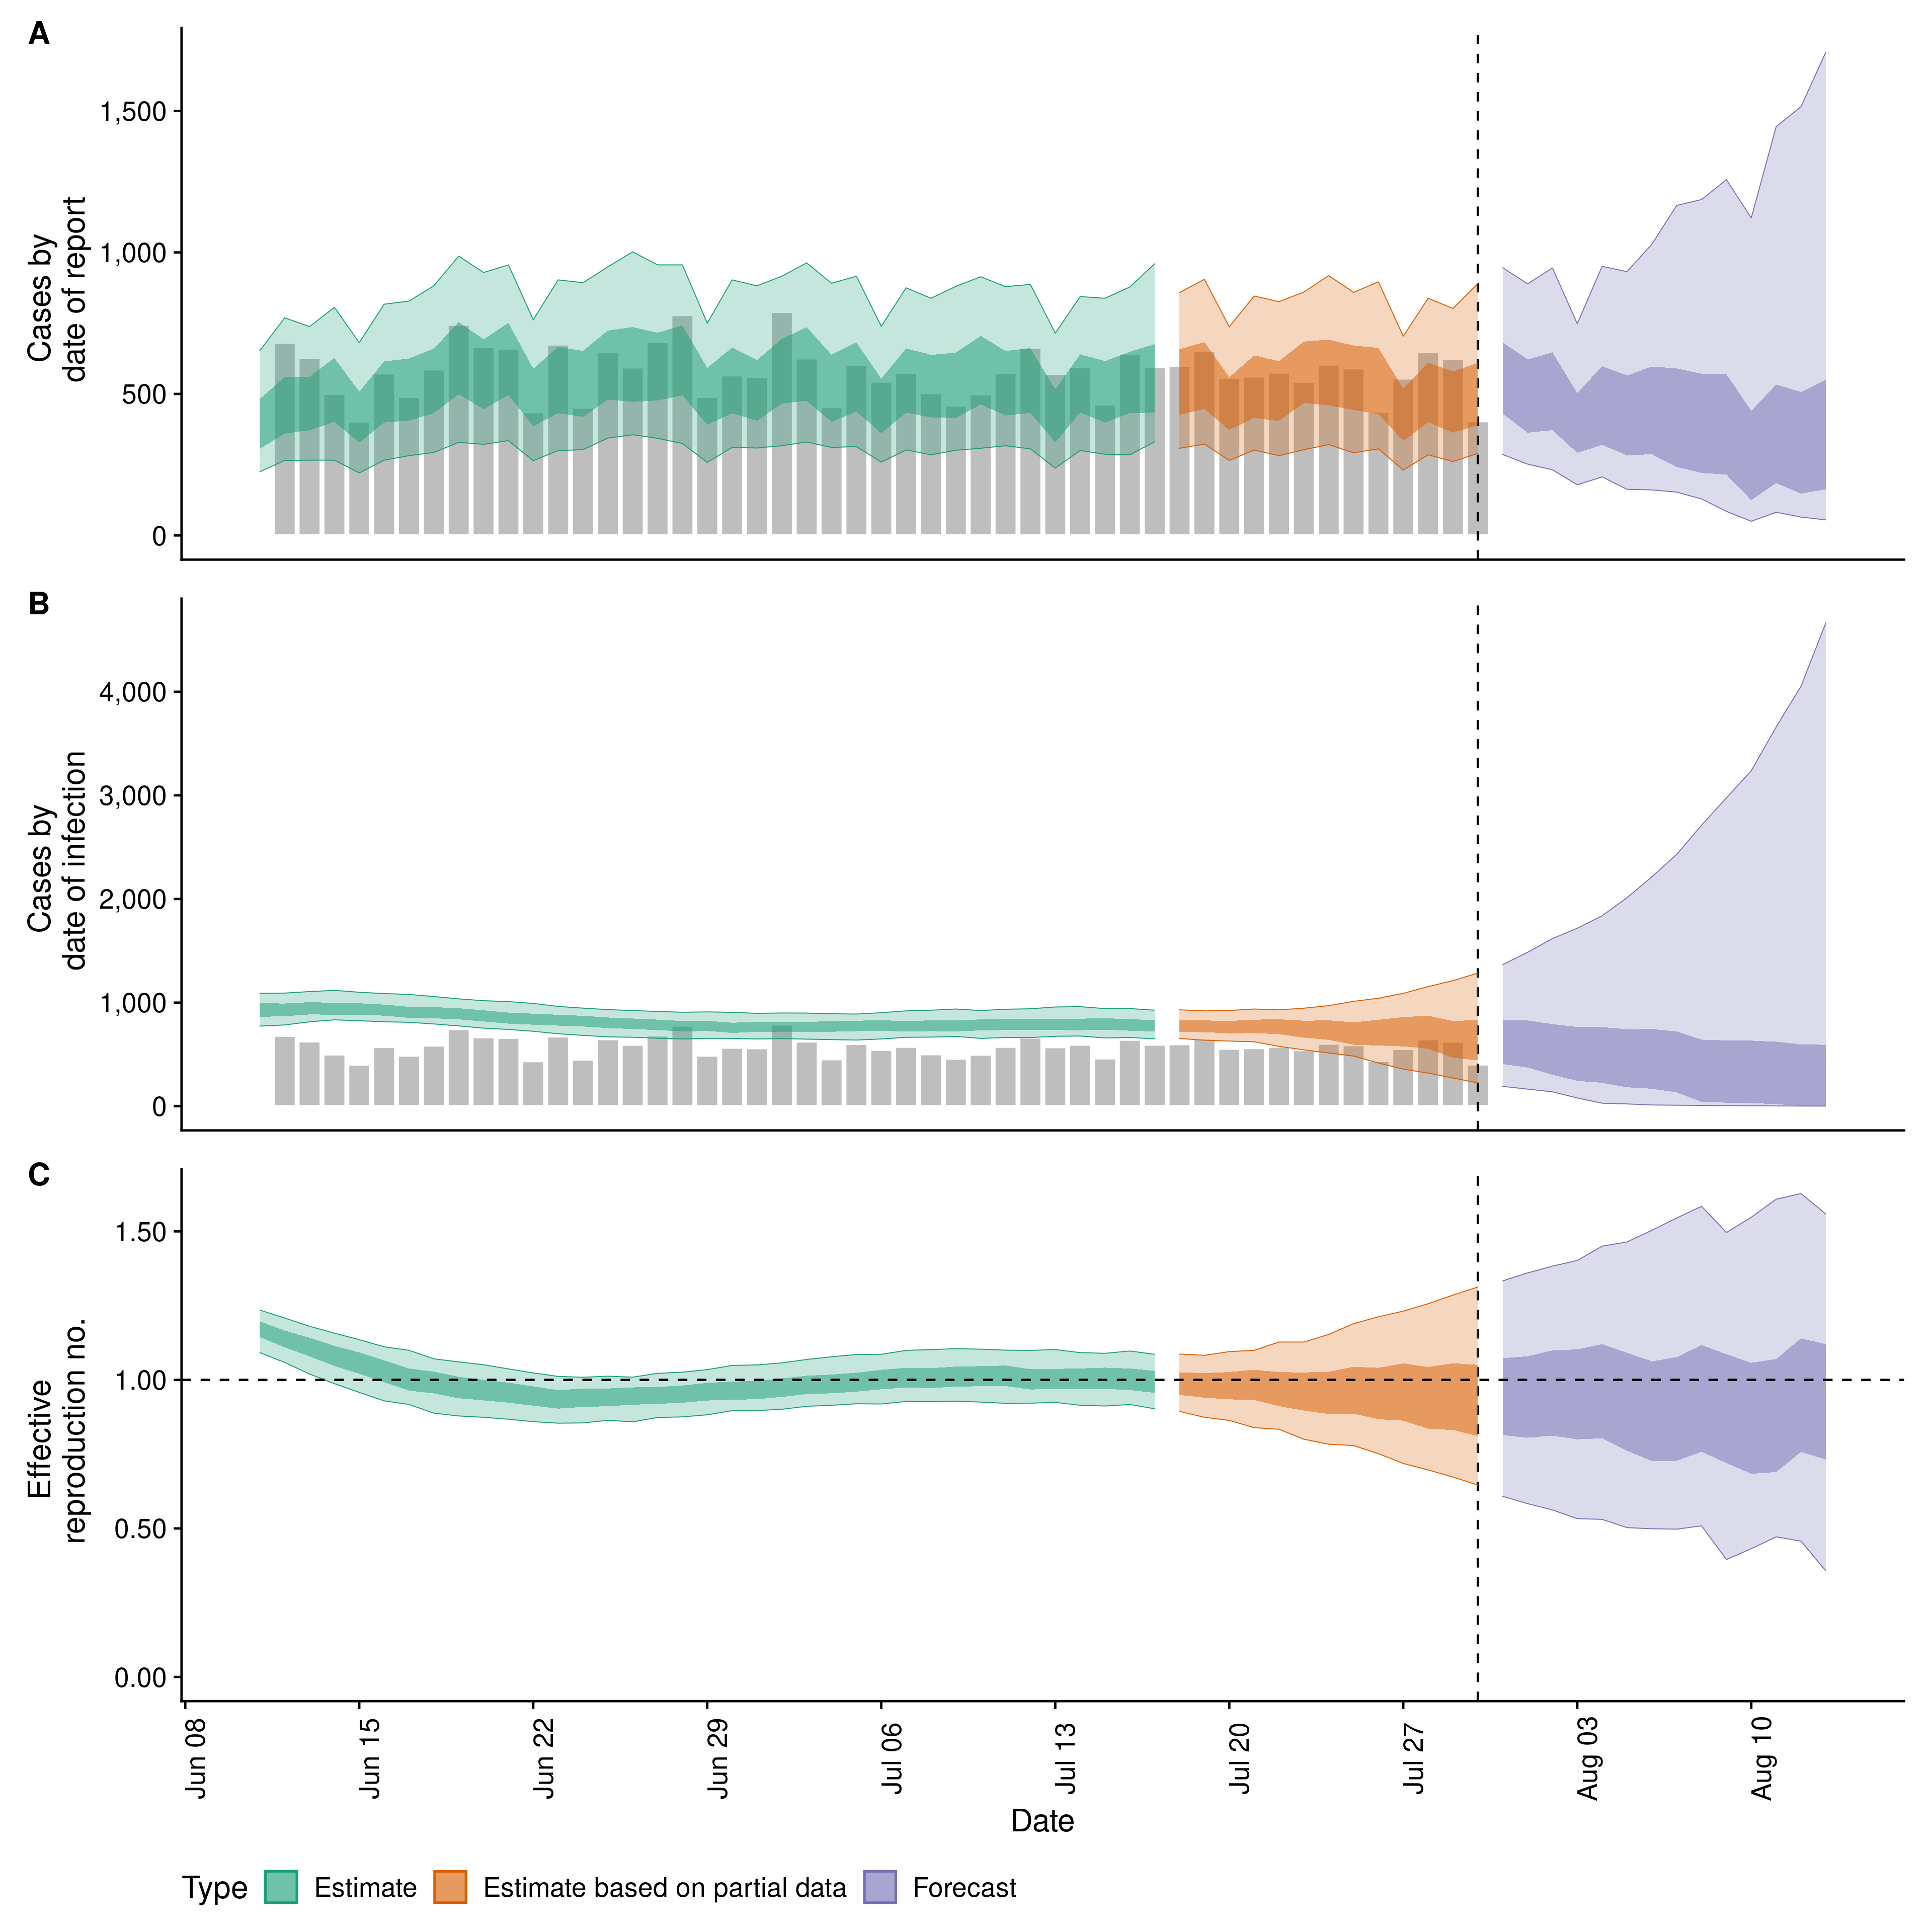 A
Cases by
date of report
1,500
1,000
500
0
B
Cases by
date of infection
4,000
3,000
2,000
1,000
0
C
Effective
reproduction no.
1.50
1.00
0.50
0.00
Jun 08
Jun 15
Jun 22
Jun 29
Jul 06
Jul 13
Jul 20
Jul 27
Aug 03
Aug 10
Date
Type Estimate Estimate based on partial data Forecast